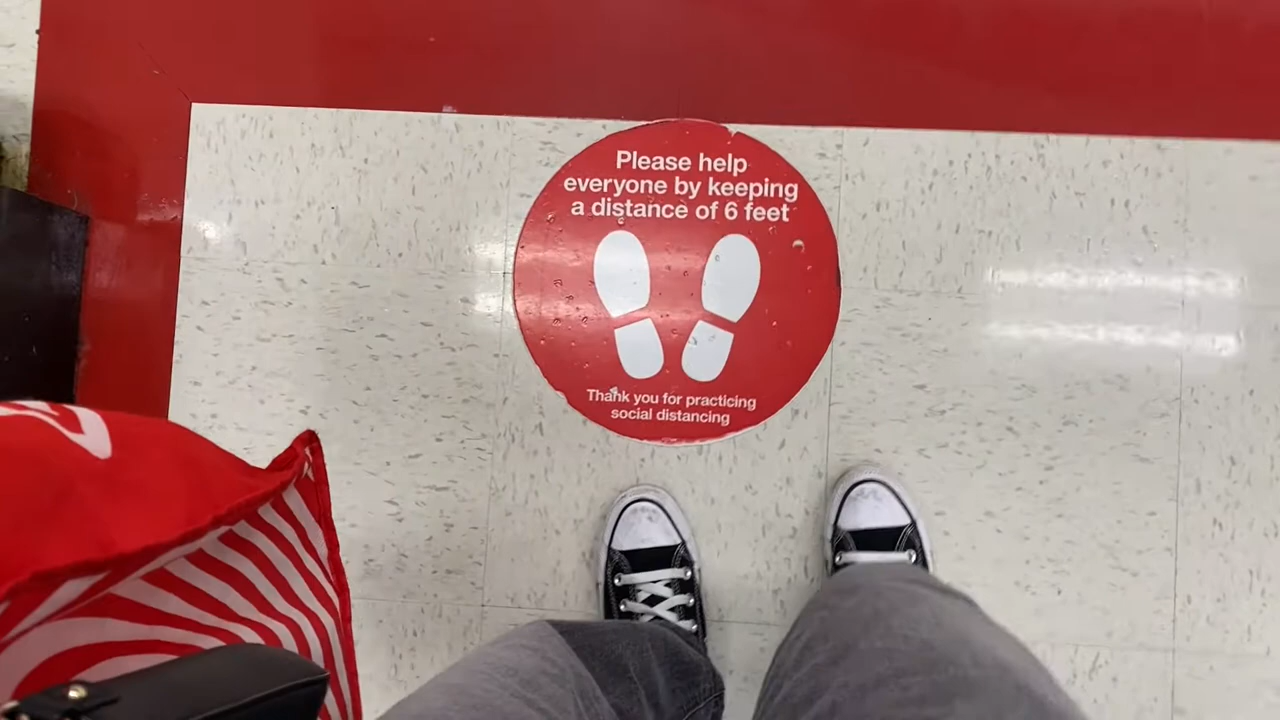 Please help
everyone by keeping
a distance of 6 feet
Thank you for practicing
social distancing